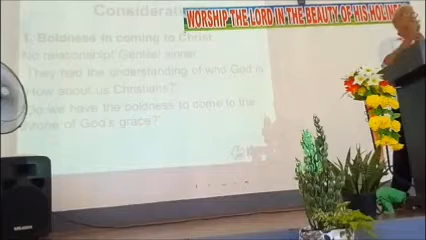 WORSHIP THE LORD IN THE BEAUTY OF HIS HOLINE
1. Boldness in coming to Christ
No relationship! Gentile! sinner
They had the understanding of who God is
How about us Christians?
"Do we have the boldness to come to the
throne of God's grace?"